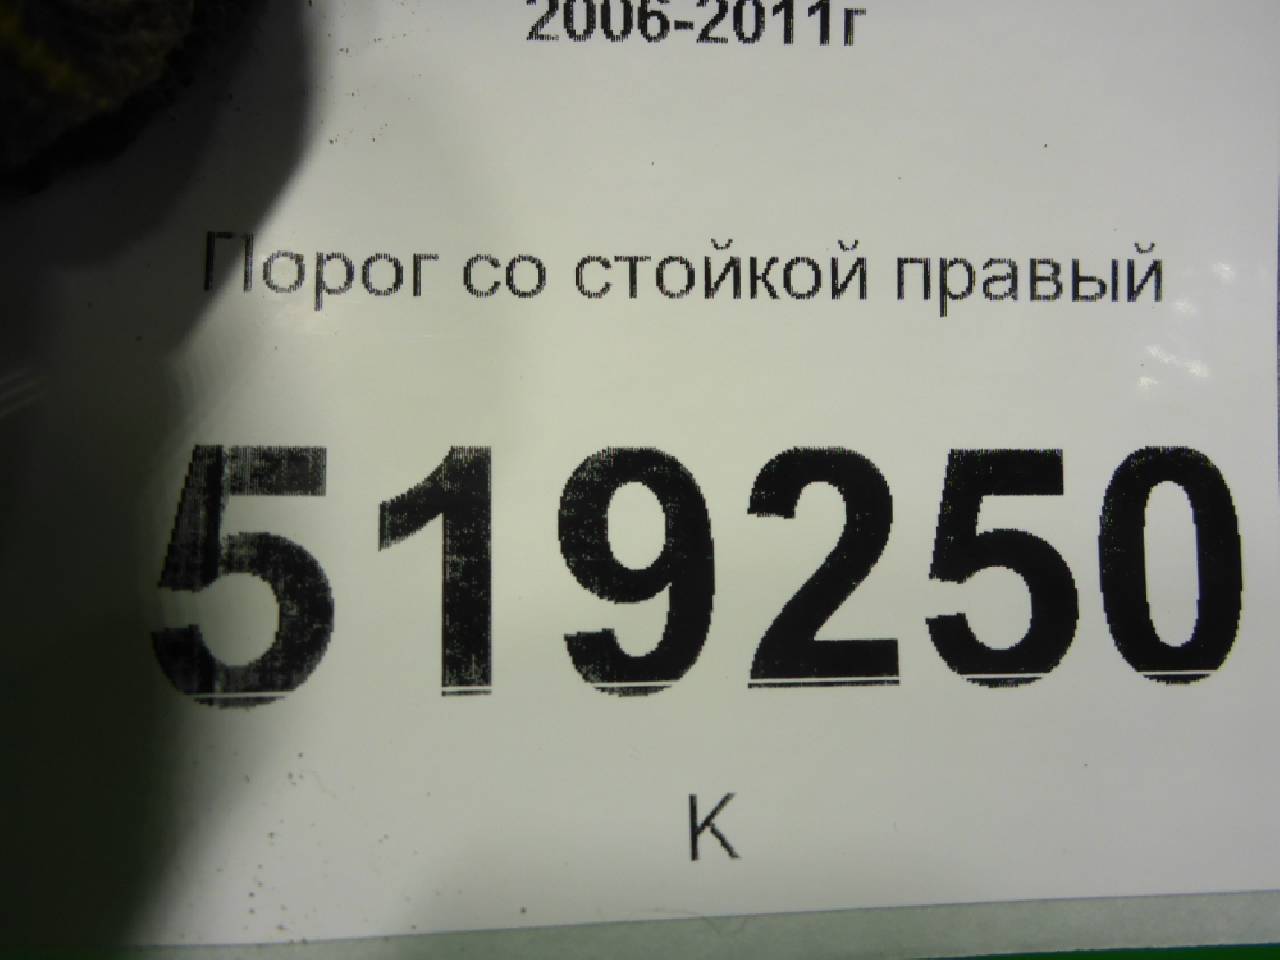 2006-2011г
Порог со стойкой правый
519250
К